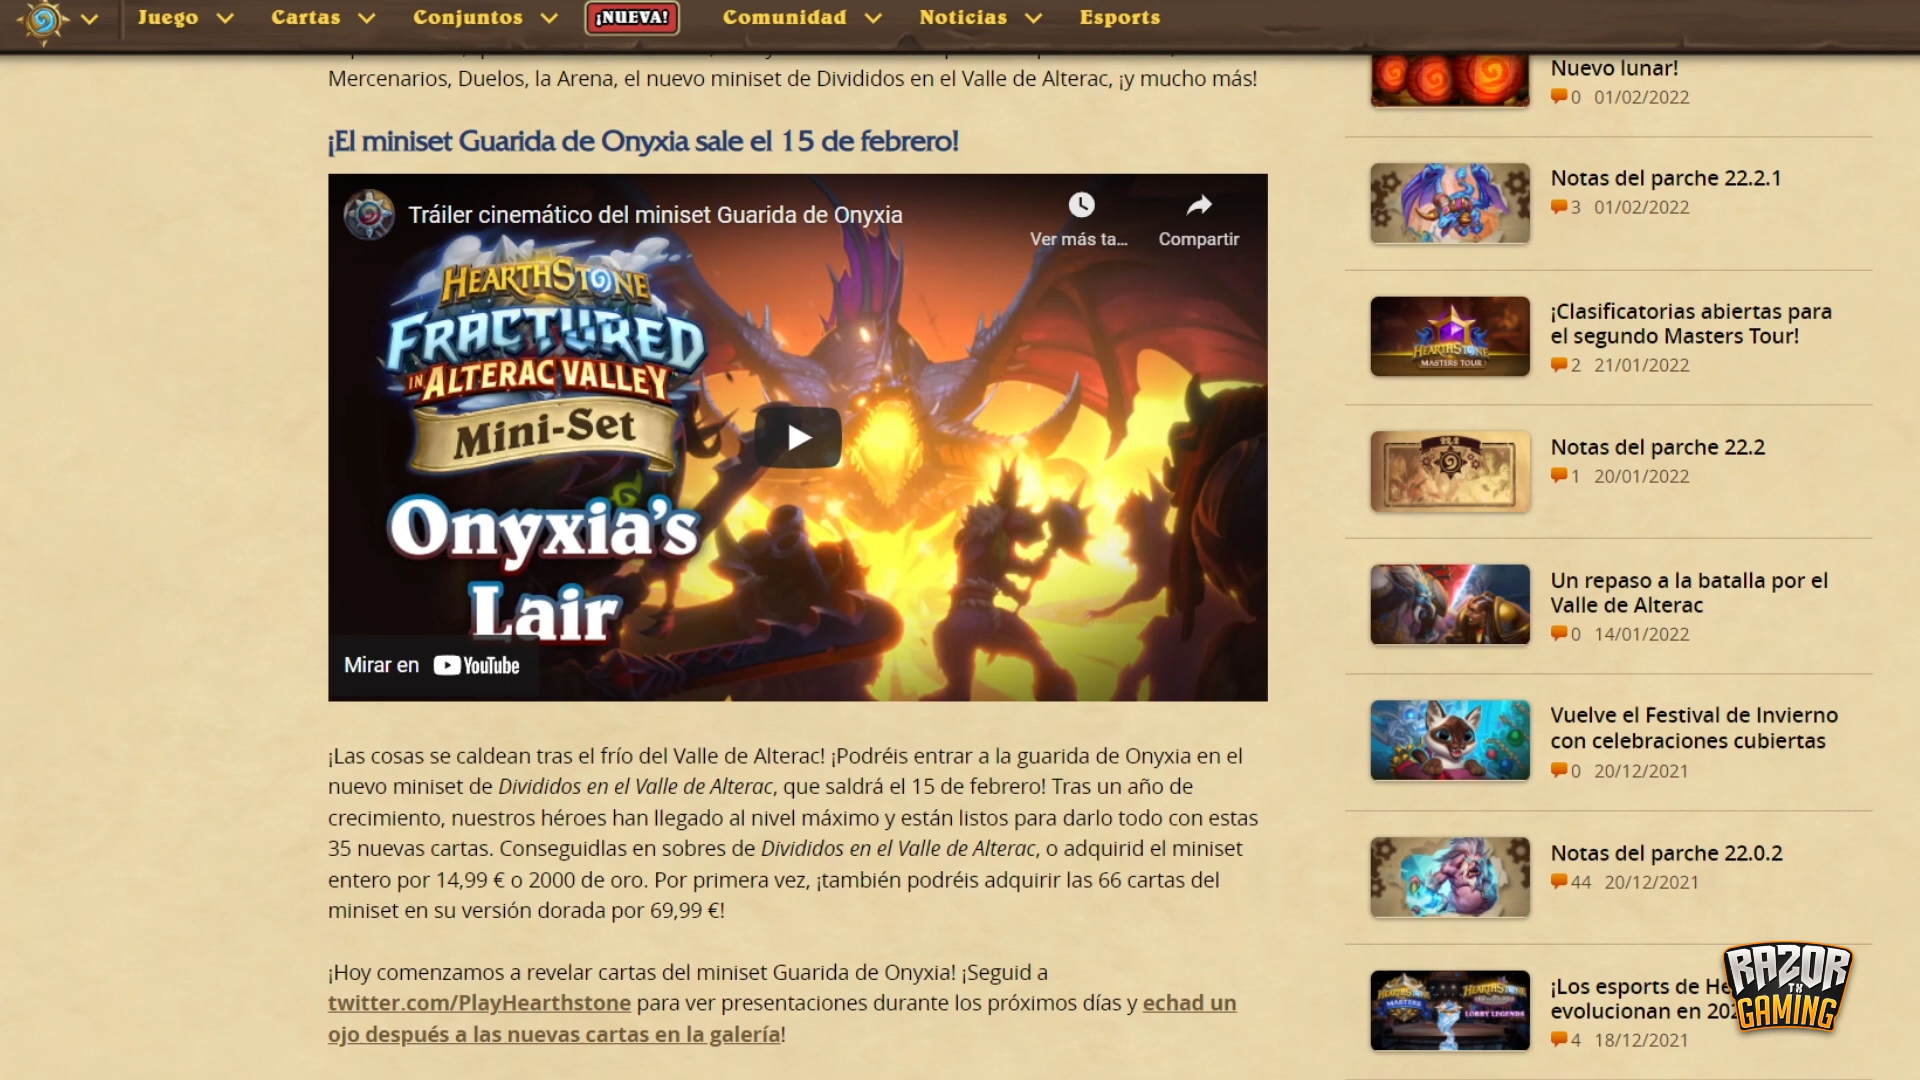 Juego
Cartas
Conjuntos
¡NUEVA!
Comunidad
Noticias
Esports
Mercenarios, Duelos, la Arena, el nuevo miniset de Divididos en el Valle de Alterac, ¡y mucho más!
¡El miniset Guarida de Onyxia sale el 15 de febrero!
Tráiler cinemático del miniset Guarida de Onyxia
Ver más ta...
Compartir
HEARTHSTONE
FRACTURED
IN ALTERAC VALLEY
Mini-Set
Onyxia's
Lair
Mirar en YouTube
¡Las cosas se caldean tras el frío del Valle de Alterac! ¡Podréis entrar a la guarida de Onyxia en el
nuevo miniset de Divididos en el Valle de Alterac, que saldrá el 15 de febrero! Tras un año de
crecimiento, nuestros héroes han llegado al nivel máximo y están listos para darlo todo con estas
35 nuevas cartas. Conseguidlas en sobres de Divididos en el Valle de Alterac, o adquirid el miniset
entero por 14,99 € o 2000 de oro. Por primera vez, ¡también podréis adquirir las 66 cartas del
miniset en su versión dorada por 69,99 €!
¡Hoy comenzamos a revelar cartas del miniset Guarida de Onyxia! ¡Seguid a
twitter.com/PlayHearthstone para ver presentaciones durante los próximos días y echad un
ojo después a las nuevas cartas en la galería!
Nuevo lunar!
0 01/02/2022
Notas del parche 22.2.1
3 01/02/2022
HEARTHSTONE
MASTERS TOUR
¡Clasificatorias abiertas para
el segundo Masters Tour!
2 21/01/2022
22.2
Notas del parche 22.2
1 20/01/2022
Un repaso a la batalla por el
Valle de Alterac
0 14/01/2022
Vuelve el Festival de Invierno
con celebraciones cubiertas
0 20/12/2021
Notas del parche 22.0.2
44 20/12/2021
HEARTHSTONE
MASTERS
HEARTHSTONE
LOBBY LEGENDS
¡Los esports de He
evolucionan en 202
4 18/12/2021
RAZOR
TX
GAMING